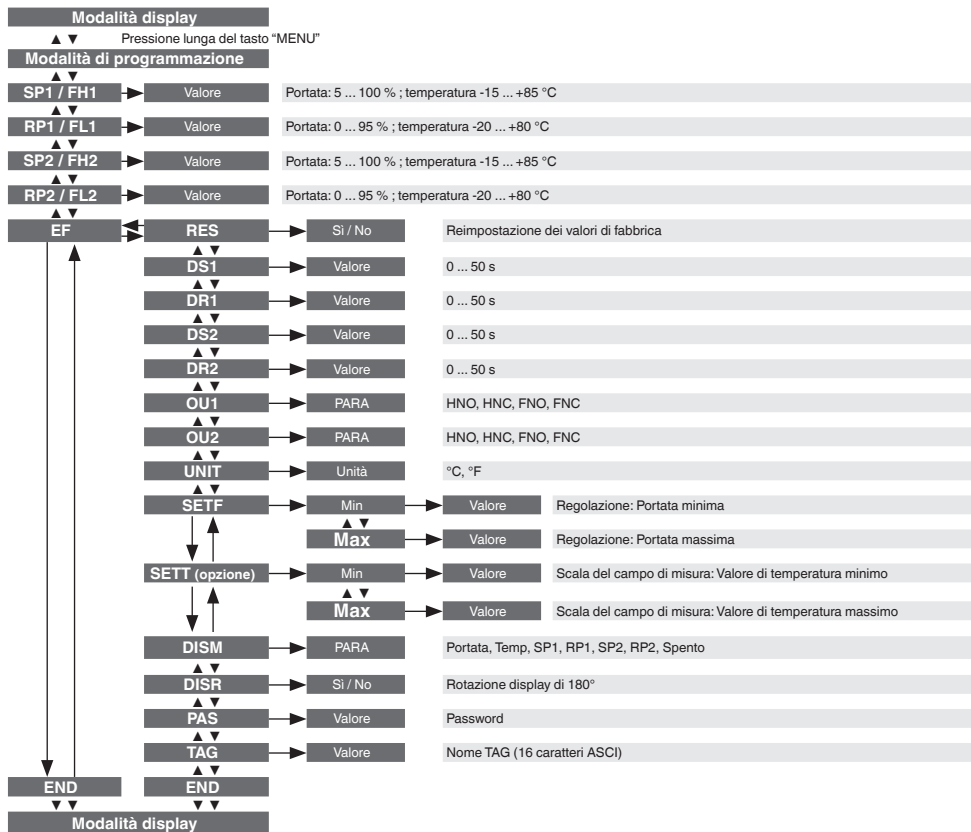 Modalità display
▲ ▼ Pressione lunga del tasto “MENU”
Modalità di programmazione
▲ ▼
SP1 / FH1 Valore Portata: 5 ... 100 % ; temperatura -15 ... +85 °C
▲ ▼
RP1 / FL1 Valore Portata: 0 ... 95 % ; temperatura -20 ... +80 °C
▲ ▼
SP2 / FH2 Valore Portata: 5 ... 100 % ; temperatura -15 ... +85 °C
▲ ▼
RP2 / FL2 Valore Portata: 0 ... 95 % ; temperatura -20 ... +80 °C
▲ ▼
EF RES Sì / No Reimpostazione dei valori di fabbrica
▲ ▼
DS1 Valore 0 ... 50 s
▲ ▼
DR1 Valore 0 ... 50 s
▲ ▼
DS2 Valore 0 ... 50 s
▲ ▼
DR2 Valore 0 ... 50 s
▲ ▼
OU1 PARA HNO, HNC, FNO, FNC
▲ ▼
OU2 PARA HNO, HNC, FNO, FNC
▲ ▼
UNIT Unità °C, °F
▲ ▼
SETF Min Valore Regolazione: Portata minima
▲ ▼
Max Valore Regolazione: Portata massima
SETT (opzione) Min Valore Scala del campo di misura: Valore di temperatura minimo
▲ ▼
Max Valore Scala del campo di misura: Valore di temperatura massimo
DISM PARA Portata, Temp, SP1, RP1, SP2, RP2, Spento
▲ ▼
DISR Sì / No Rotazione display di 180°
▲ ▼
PAS Valore Password
▲ ▼
TAG Valore Nome TAG (16 caratteri ASCI)
▲ ▼
END END
▼ ▼ ▼ ▼
Modalità display